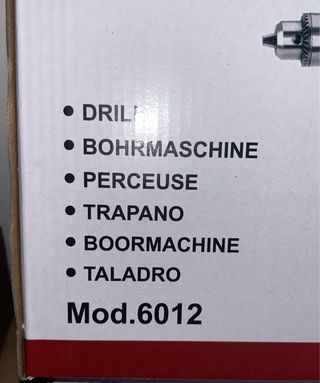 • DRILL
• BOHRMASCHINE
• PERCEUSE
• TRAPANO
• BOORMACHINE
• TALADRO
Mod.6012